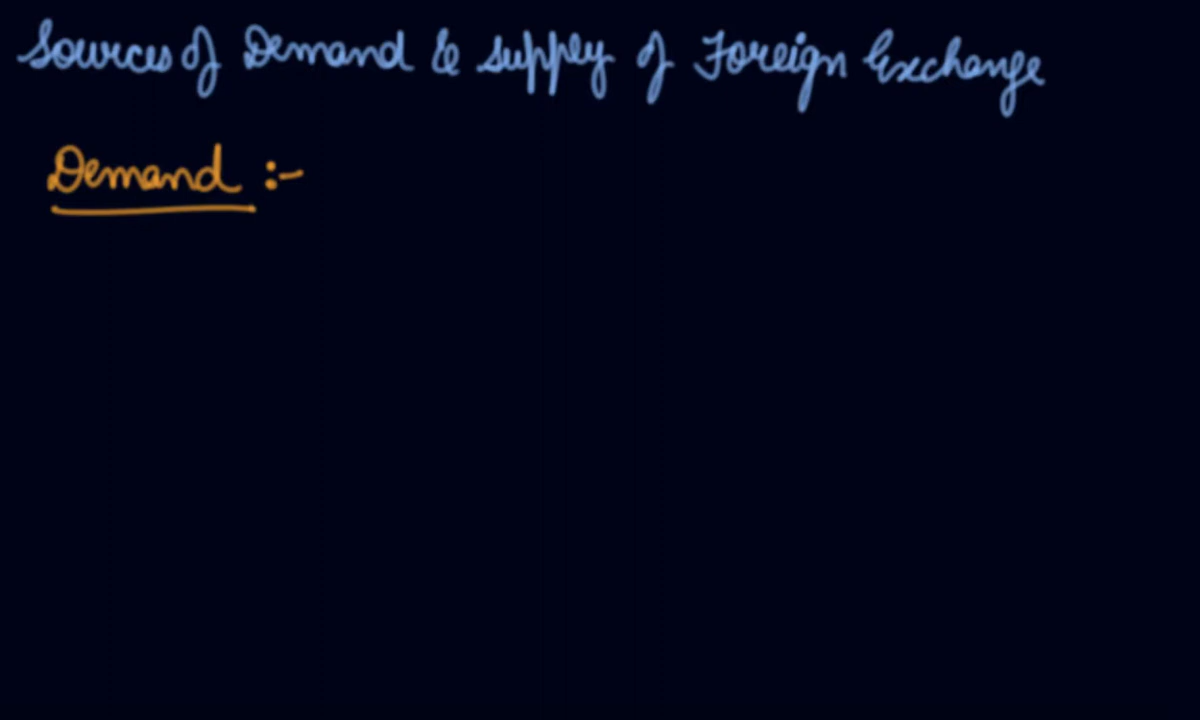 Sources of Demand & supply of Foreign Exchange
Demand :-